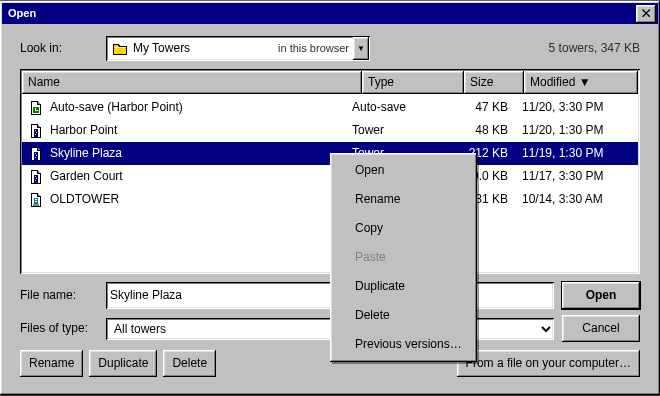 Open
Look in: My Towers in this browser 5 towers, 347 KB
Name Type Size Modified ▼
Auto-save (Harbor Point) Auto-save 47 KB 11/20, 3:30 PM
Harbor Point Tower 48 KB 11/20, 1:30 PM
Skyline Plaza KB 11/19, 1:30 PM
Garden Court KB 11/17, 3:30 PM
OLDTOWER 31 KB 10/14, 3:30 AM
Open
Rename
Copy
Paste
Duplicate
Delete
Previous versions…
File name: Skyline Plaza Open
Files of type: All towers Cancel
Rename Duplicate Delete From a file on your computer…